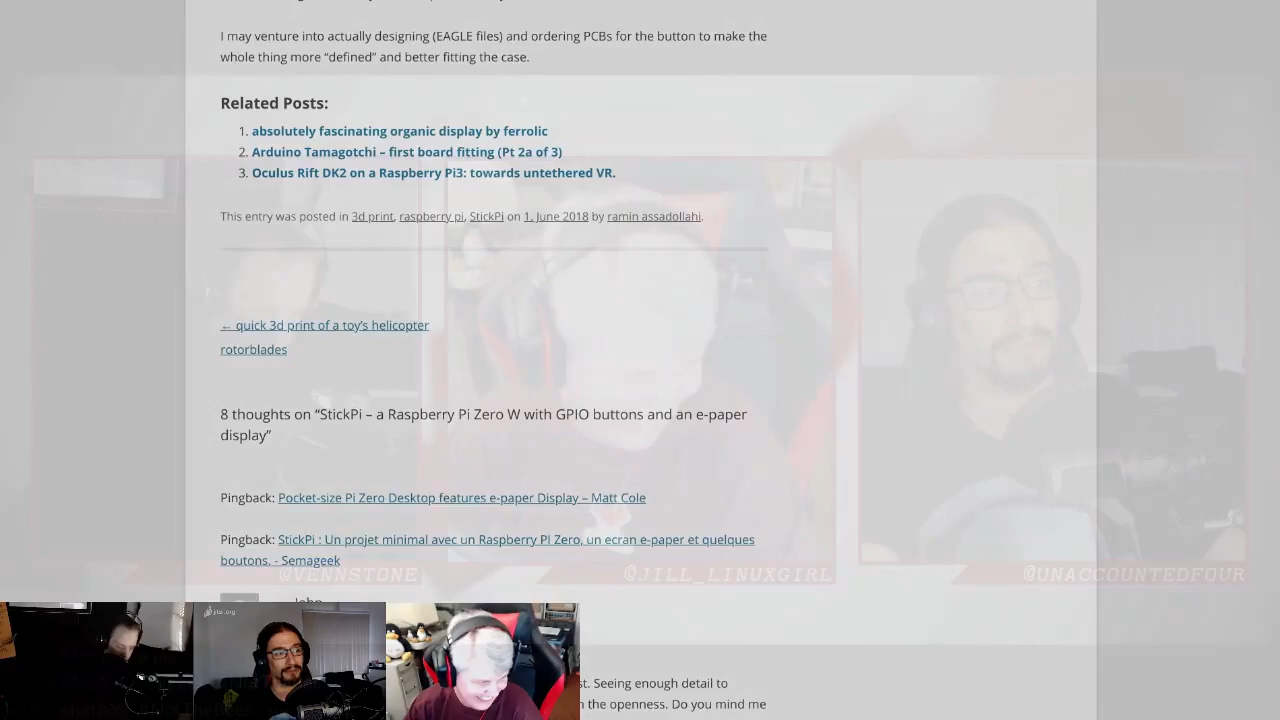 I may venture into actually designing (EAGLE files) and ordering PCBs for the button to make the
whole thing more “defined” and better fitting the case.
Related Posts:
1. absolutely fascinating organic display by ferrolic
2. Arduino Tamagotchi – first board fitting (Pt 2a of 3)
3. Oculus Rift DK2 on a Raspberry Pi3: towards untethered VR.
This entry was posted in 3d print, raspberry pi, StickPi on 1. June 2018 by ramin assadollahi.
← quick 3d print of a toy’s helicopter
rotorblades
8 thoughts on “StickPi – a Raspberry Pi Zero W with GPIO buttons and an e-paper
display”
Pingback: Pocket-size Pi Zero Desktop features e-paper Display – Matt Cole
Pingback: StickPi : Un projet minimal avec un Raspberry PI Zero, un ecran e-paper et quelques
boutons. - Semageek
@VENNSTONE
@JILL_LINUXGIRL
@UNACCOUNTEDFOUR
John
jitsi.org
st. Seeing enough detail to
the openness. Do you mind me